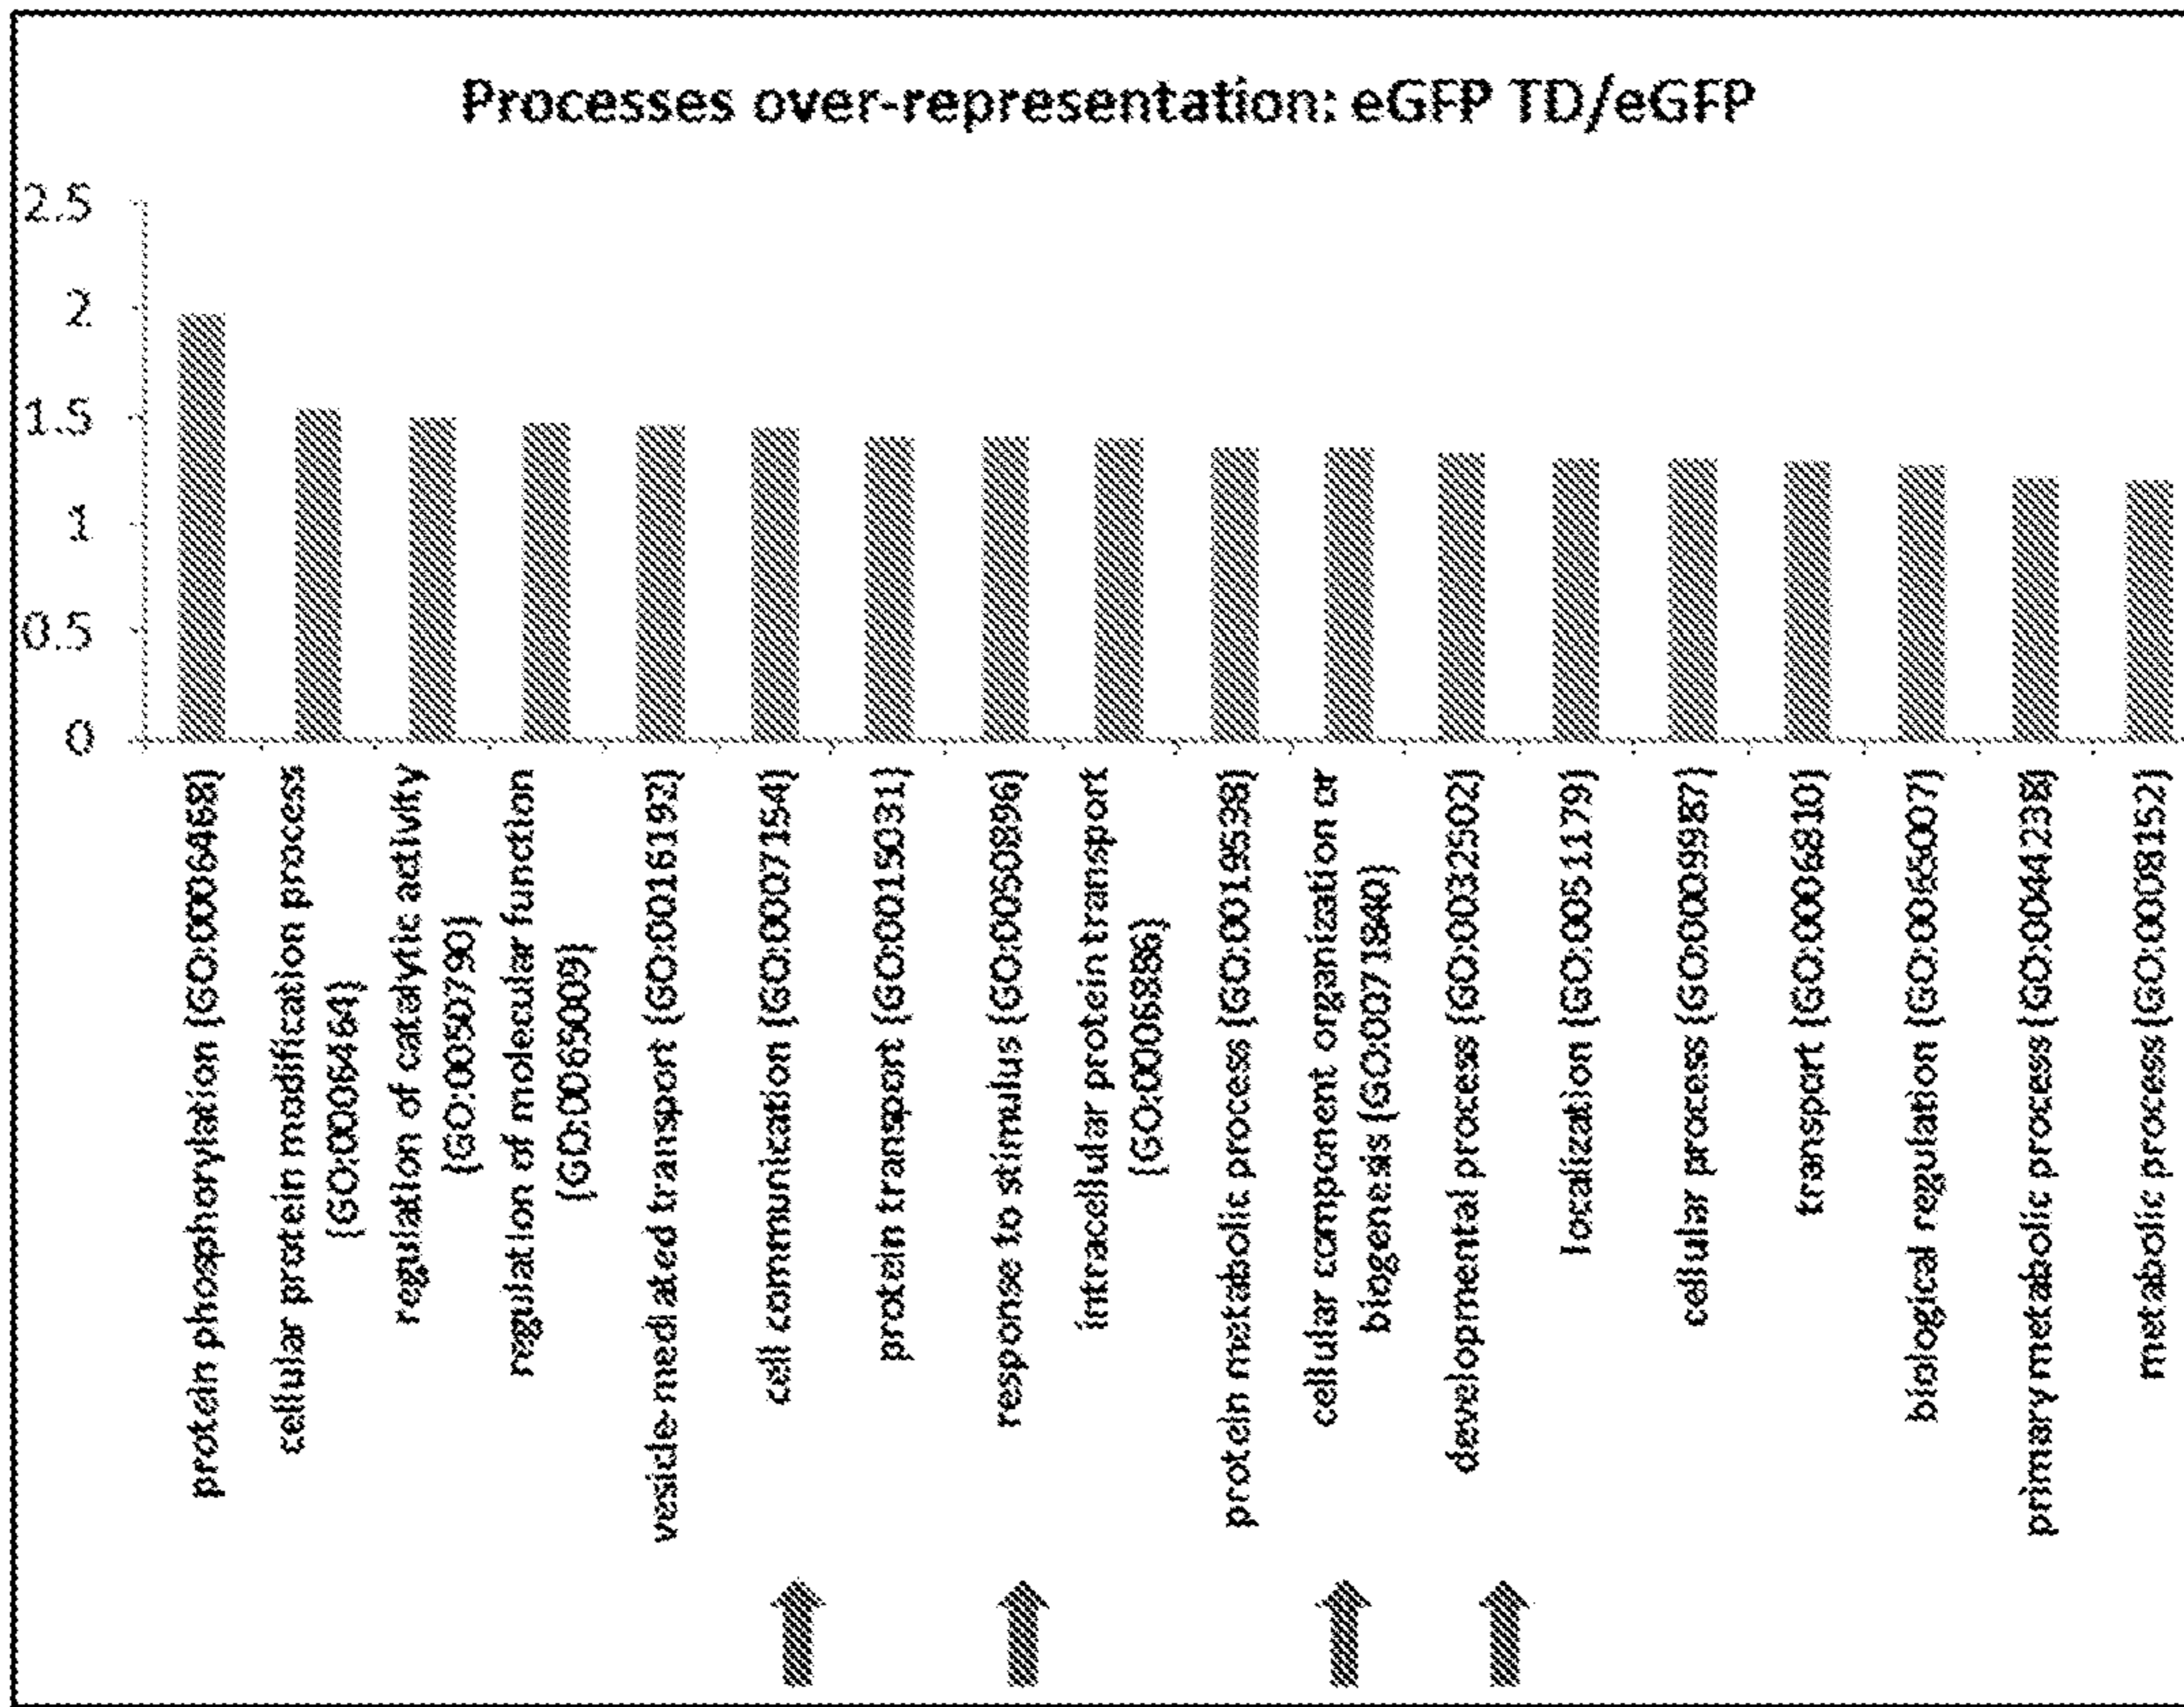 Processes over-representation: eGFP TD/eGFP
2.5
2
1.5
1
0.5
0
protein phosphorylation (GO:0006468)
cellular protein modification process
(GO:0006464)
regulation of catalytic activity
(GO:0050790)
regulation of molecular function
(GO:0065009)
vesicle-mediated transport (GO:0016192)
cell communication (GO:0007154)
protein transport (GO:0015031)
response to stimulus (GO:0050896)
intracellular protein transport
(GO:0006886)
protein metabolic process (GO:0019538)
cellular component organization or
biogenesis (GO:0071840)
developmental process (GO:0032502)
localization (GO:0051179)
cellular process (GO:0009987)
transport (GO:0006810)
biological regulation (GO:0065007)
primary metabolic process (GO:0044238)
metabolic process (GO:0008152)